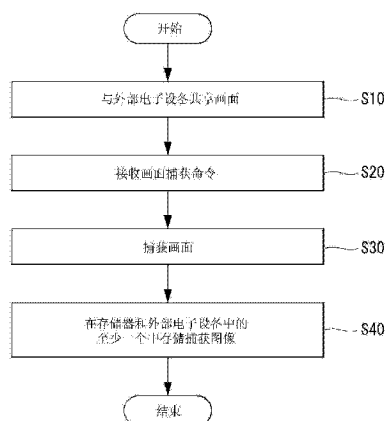 开始
与外部电子设备共享画面
S10
接收画面捕获命令
S20
捕获画面
S30
在存储器和外部电子设备中的
至少一个中存储捕获图像
S40
结束